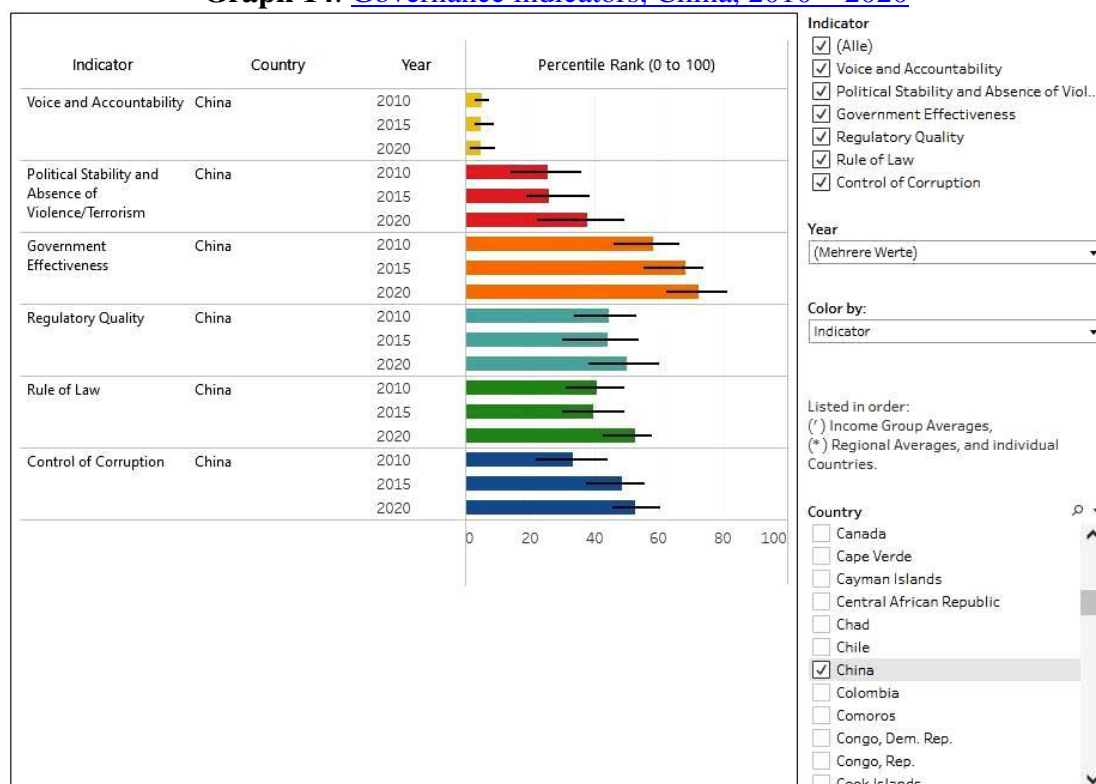 Indicator
Country
Year
Percentile Rank (0 to 100)
Voice and Accountability China 2010
2015
2020
Political Stability and
Absence of
Violence/Terrorism
China
2010
2015
2020
Government
Effectiveness
China
2010
2015
2020
Regulatory Quality China 2010
2015
2020
Rule of Law China 2010
2015
2020
Control of Corruption China 2010
2015
2020
0 20 40 60 80 100
Indicator
(Alle)
Voice and Accountability
Political Stability and Absence of Viol..
Government Effectiveness
Regulatory Quality
Rule of Law
Control of Corruption
Year
(Mehrere Werte)
Color by:
Indicator
Listed in order:
(') Income Group Averages,
(*) Regional Averages, and individual
Countries.
Country
Canada
Cape Verde
Cayman Islands
Central African Republic
Chad
Chile
China
Colombia
Comoros
Congo, Dem. Rep.
Congo, Rep.
Cook Islands